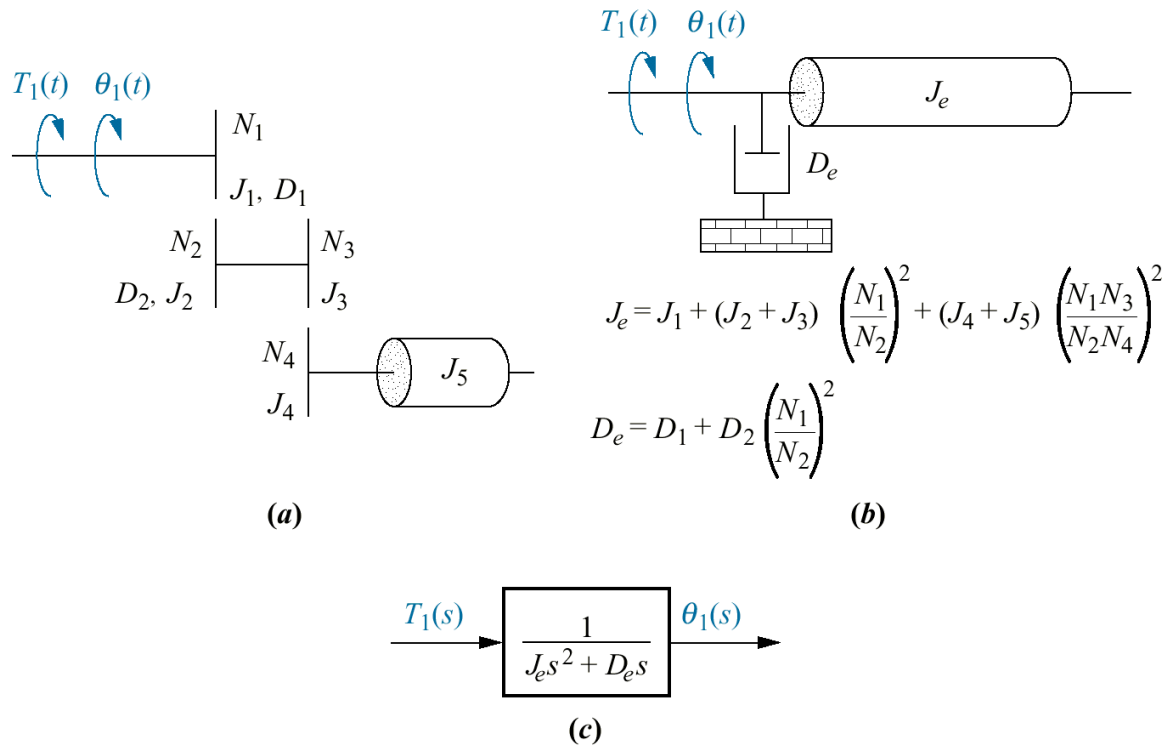 T₁(t) θ₁(t)
N₁
J₁, D₁
N₂ N₃
D₂, J₂ J₃
N₄
J₄
J₅
(a)
T₁(t) θ₁(t)
Jₑ
Dₑ
Jₑ = J₁ + (J₂ + J₃) (N₁/N₂)² + (J₄ + J₅) (N₁N₃/N₂N₄)²
Dₑ = D₁ + D₂ (N₁/N₂)²
(b)
T₁(s) θ₁(s)
1
Jₑs² + Dₑs
(c)